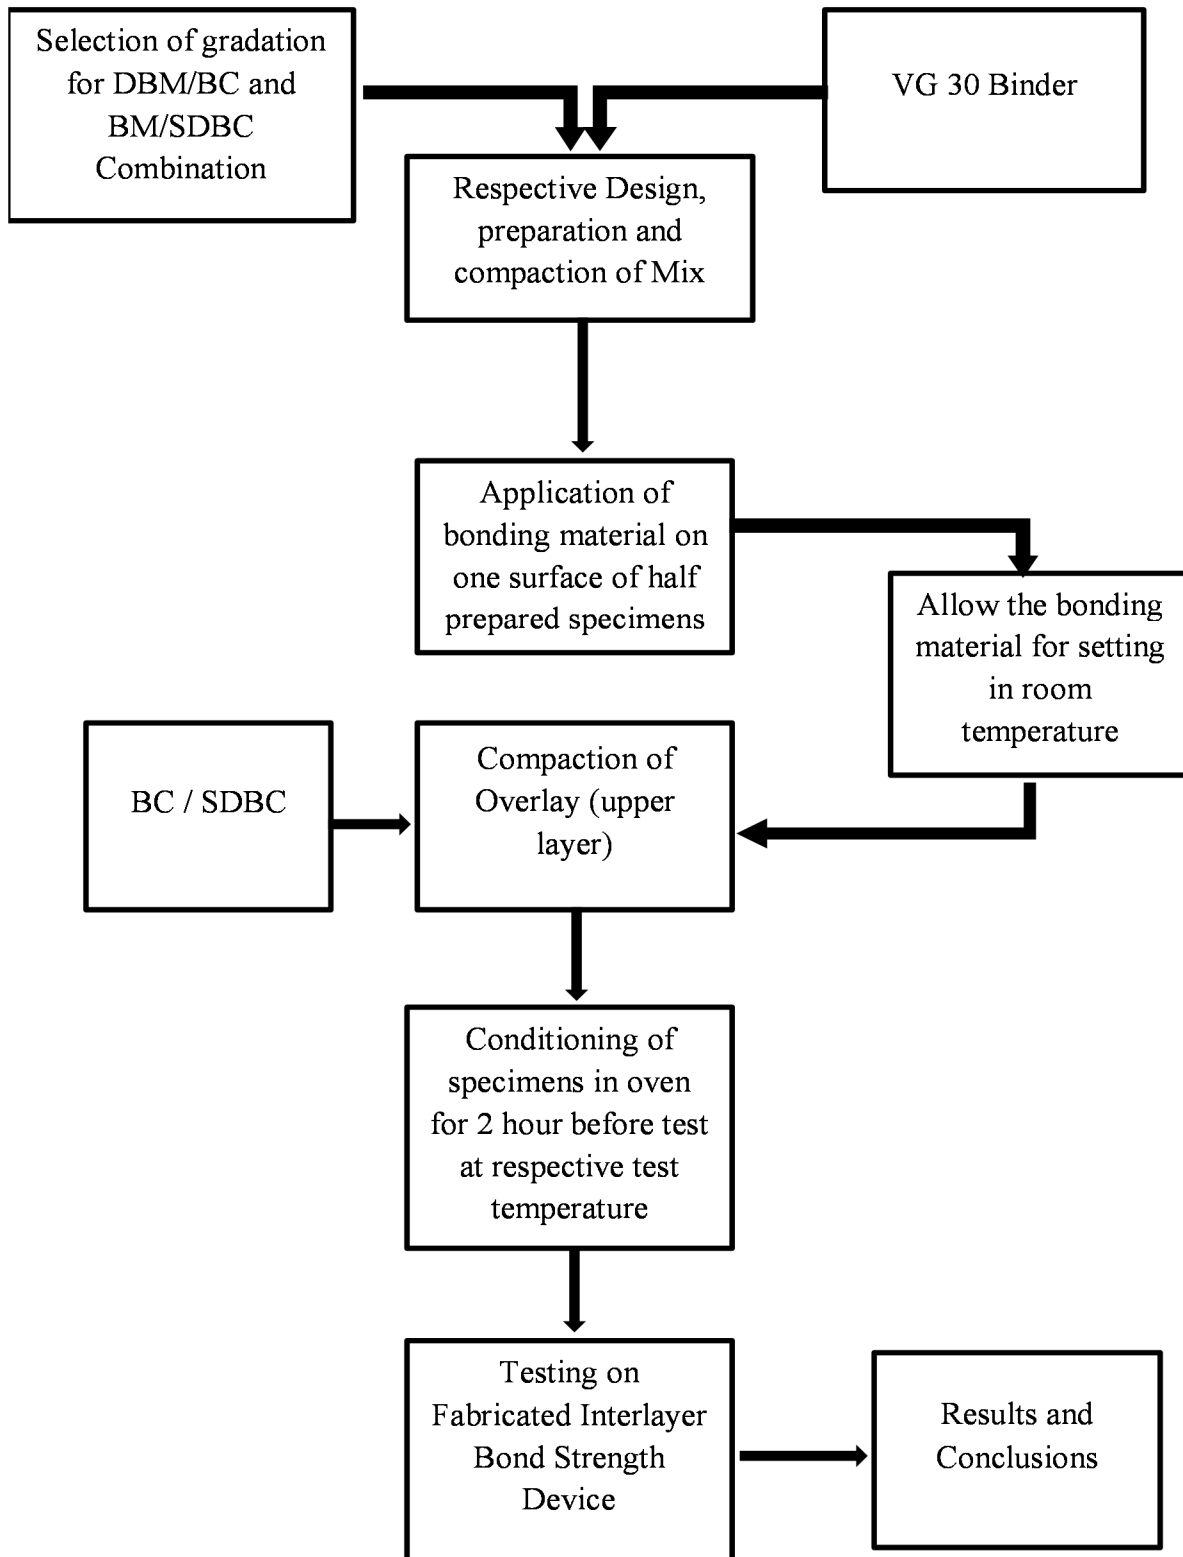 Selection of gradation
for DBM/BC and
BM/SDBC
Combination
VG 30 Binder
Respective Design,
preparation and
compaction of Mix
Application of
bonding material on
one surface of half
prepared specimens
Allow the bonding
material for setting
in room
temperature
BC / SDBC
Compaction of
Overlay (upper
layer)
Conditioning of
specimens in oven
for 2 hour before test
at respective test
temperature
Testing on
Fabricated Interlayer
Bond Strength
Device
Results and
Conclusions